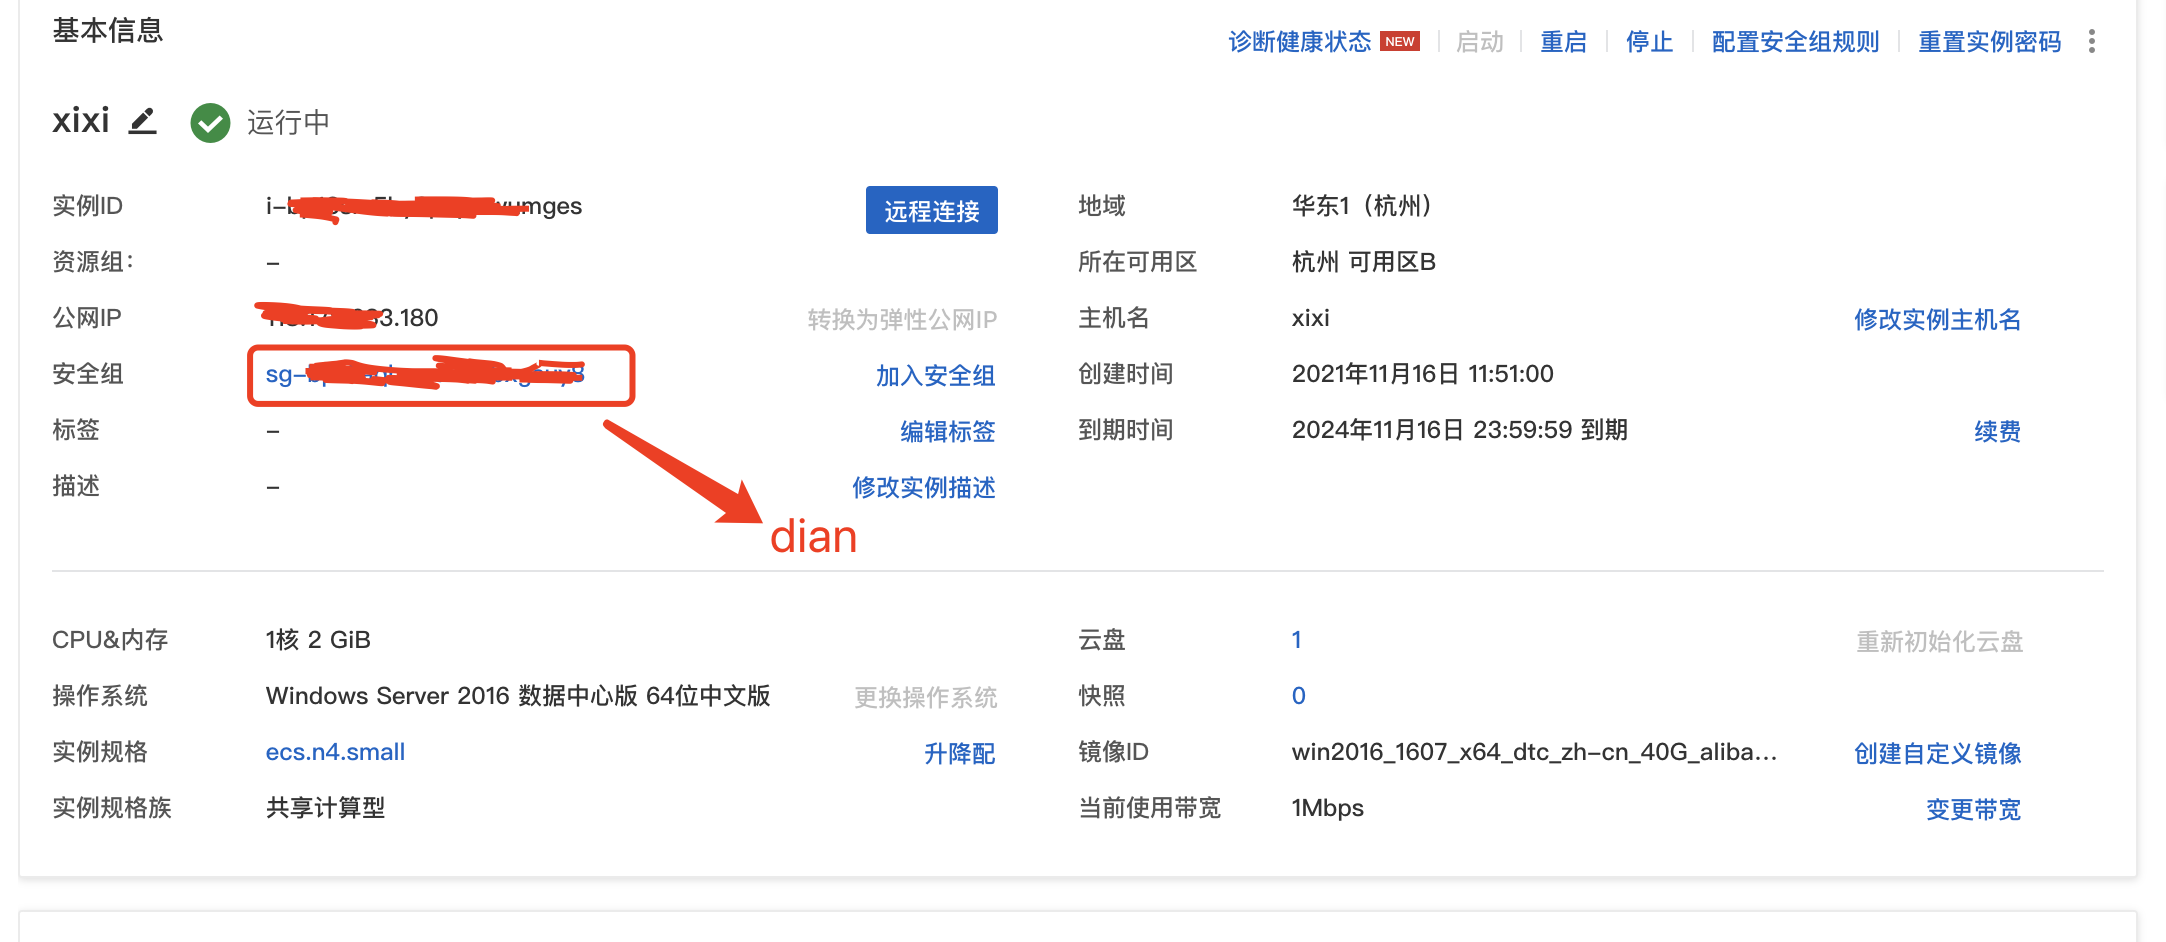 基本信息
诊断健康状态 NEW 启动 重启 停止 配置安全组规则 重置实例密码
xixi 运行中
实例ID mges 远程连接 地域 华东1（杭州）
资源组： – 所在可用区 杭州 可用区B
公网IP 3.180 转换为弹性公网IP 主机名 xixi 修改实例主机名
安全组 sg- 加入安全组 创建时间 2021年11月16日 11:51:00
标签 – 编辑标签 到期时间 2024年11月16日 23:59:59 到期 续费
描述 – 修改实例描述
dian
CPU&内存 1核 2 GiB 云盘 1 重新初始化云盘
操作系统 Windows Server 2016 数据中心版 64位中文版 更换操作系统 快照 0
实例规格 ecs.n4.small 升降配 镜像ID win2016_1607_x64_dtc_zh-cn_40G_aliba... 创建自定义镜像
实例规格族 共享计算型 当前使用带宽 1Mbps 变更带宽